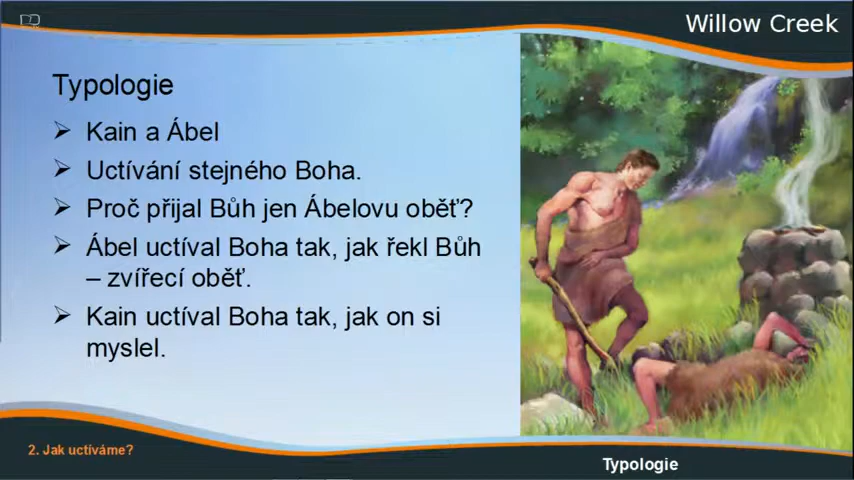 Willow Creek
Typologie
Kain a Ábel
Uctívání stejného Boha.
Proč přijal Bůh jen Ábelovu oběť?
Ábel uctíval Boha tak, jak řekl Bůh
– zvířecí oběť.
Kain uctíval Boha tak, jak on si
myslel.
2. Jak uctíváme?
Typologie